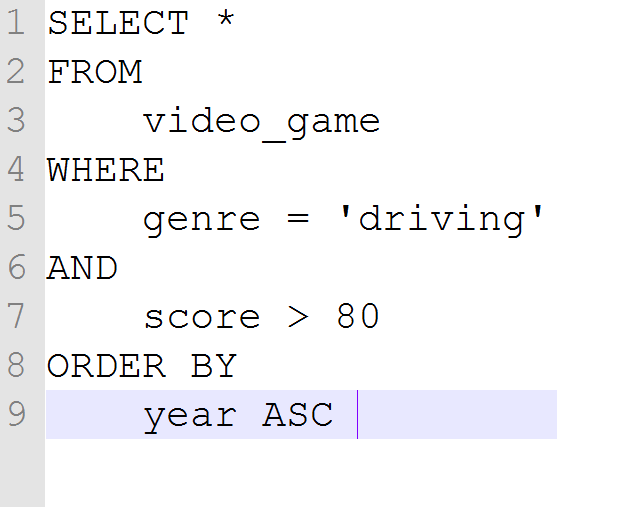 1 SELECT *
2 FROM
3 video_game
4 WHERE
5 genre = 'driving'
6 AND
7 score > 80
8 ORDER BY
9 year ASC